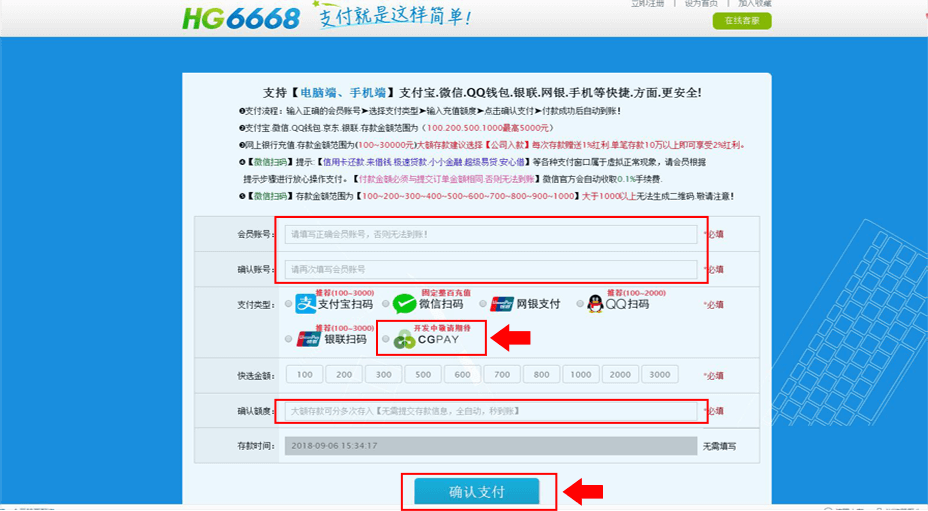 立即注册 | 设为首页 | 加入收藏
HG6668 支付就是这样简单!
在线客服
支持【电脑端、手机端】支付宝.微信.QQ钱包.银联.网银.手机等快捷.方面.更安全!
❶支付流程：输入正确的会员账号➤选择支付类型➤输入充值额度➤点击确认支付➤付款成功后自动到账!
❷支付宝.微信.QQ钱包.京东.银联.存款金额范围为（100.200.500.1000最高5000元）
❸网上银行充值.存款金额范围为(100~30000元)大额存款建议选择【公司入款】每次存款赠送1%红利.单笔存款10万以上即可享受2%红利。
❹【微信扫码】提示:【信用卡还款.来借钱.极速贷款.小小金融.超级易贷.安心借】等各种支付窗口属于虚拟正常现象，请会员根据
提示步骤进行放心操作支付。【付款金额必须与提交订单金额相同.否则无法到账】微信官方会自动收取0.1%手续费.
❺【微信扫码】存款金额范围为【100~200~300~400~500~600~700~800~900~1000】大于1000以上无法生成二维码.敬请注意!
会员账号： 请填写正确会员账号，否则无法到账! *必填
确认账号： 请再次填写会员账号 *必填
推荐(100~3000) 固定整百充值 推荐(100~2000)
支付类型： 支付宝扫码 微信扫码 网银支付 QQ扫码 *必填
推荐(100~3000) 开发中敬请期待
银联扫码 CGPAY
快选金额： 100 200 300 500 600 700 800 1000 2000 3000 *必填
确认额度： 大额存款可分多次存入【无需提交存款信息，全自动，秒到账】 *必填
存款时间： 2018-09-06 15:34:17 无需填写
确认支付